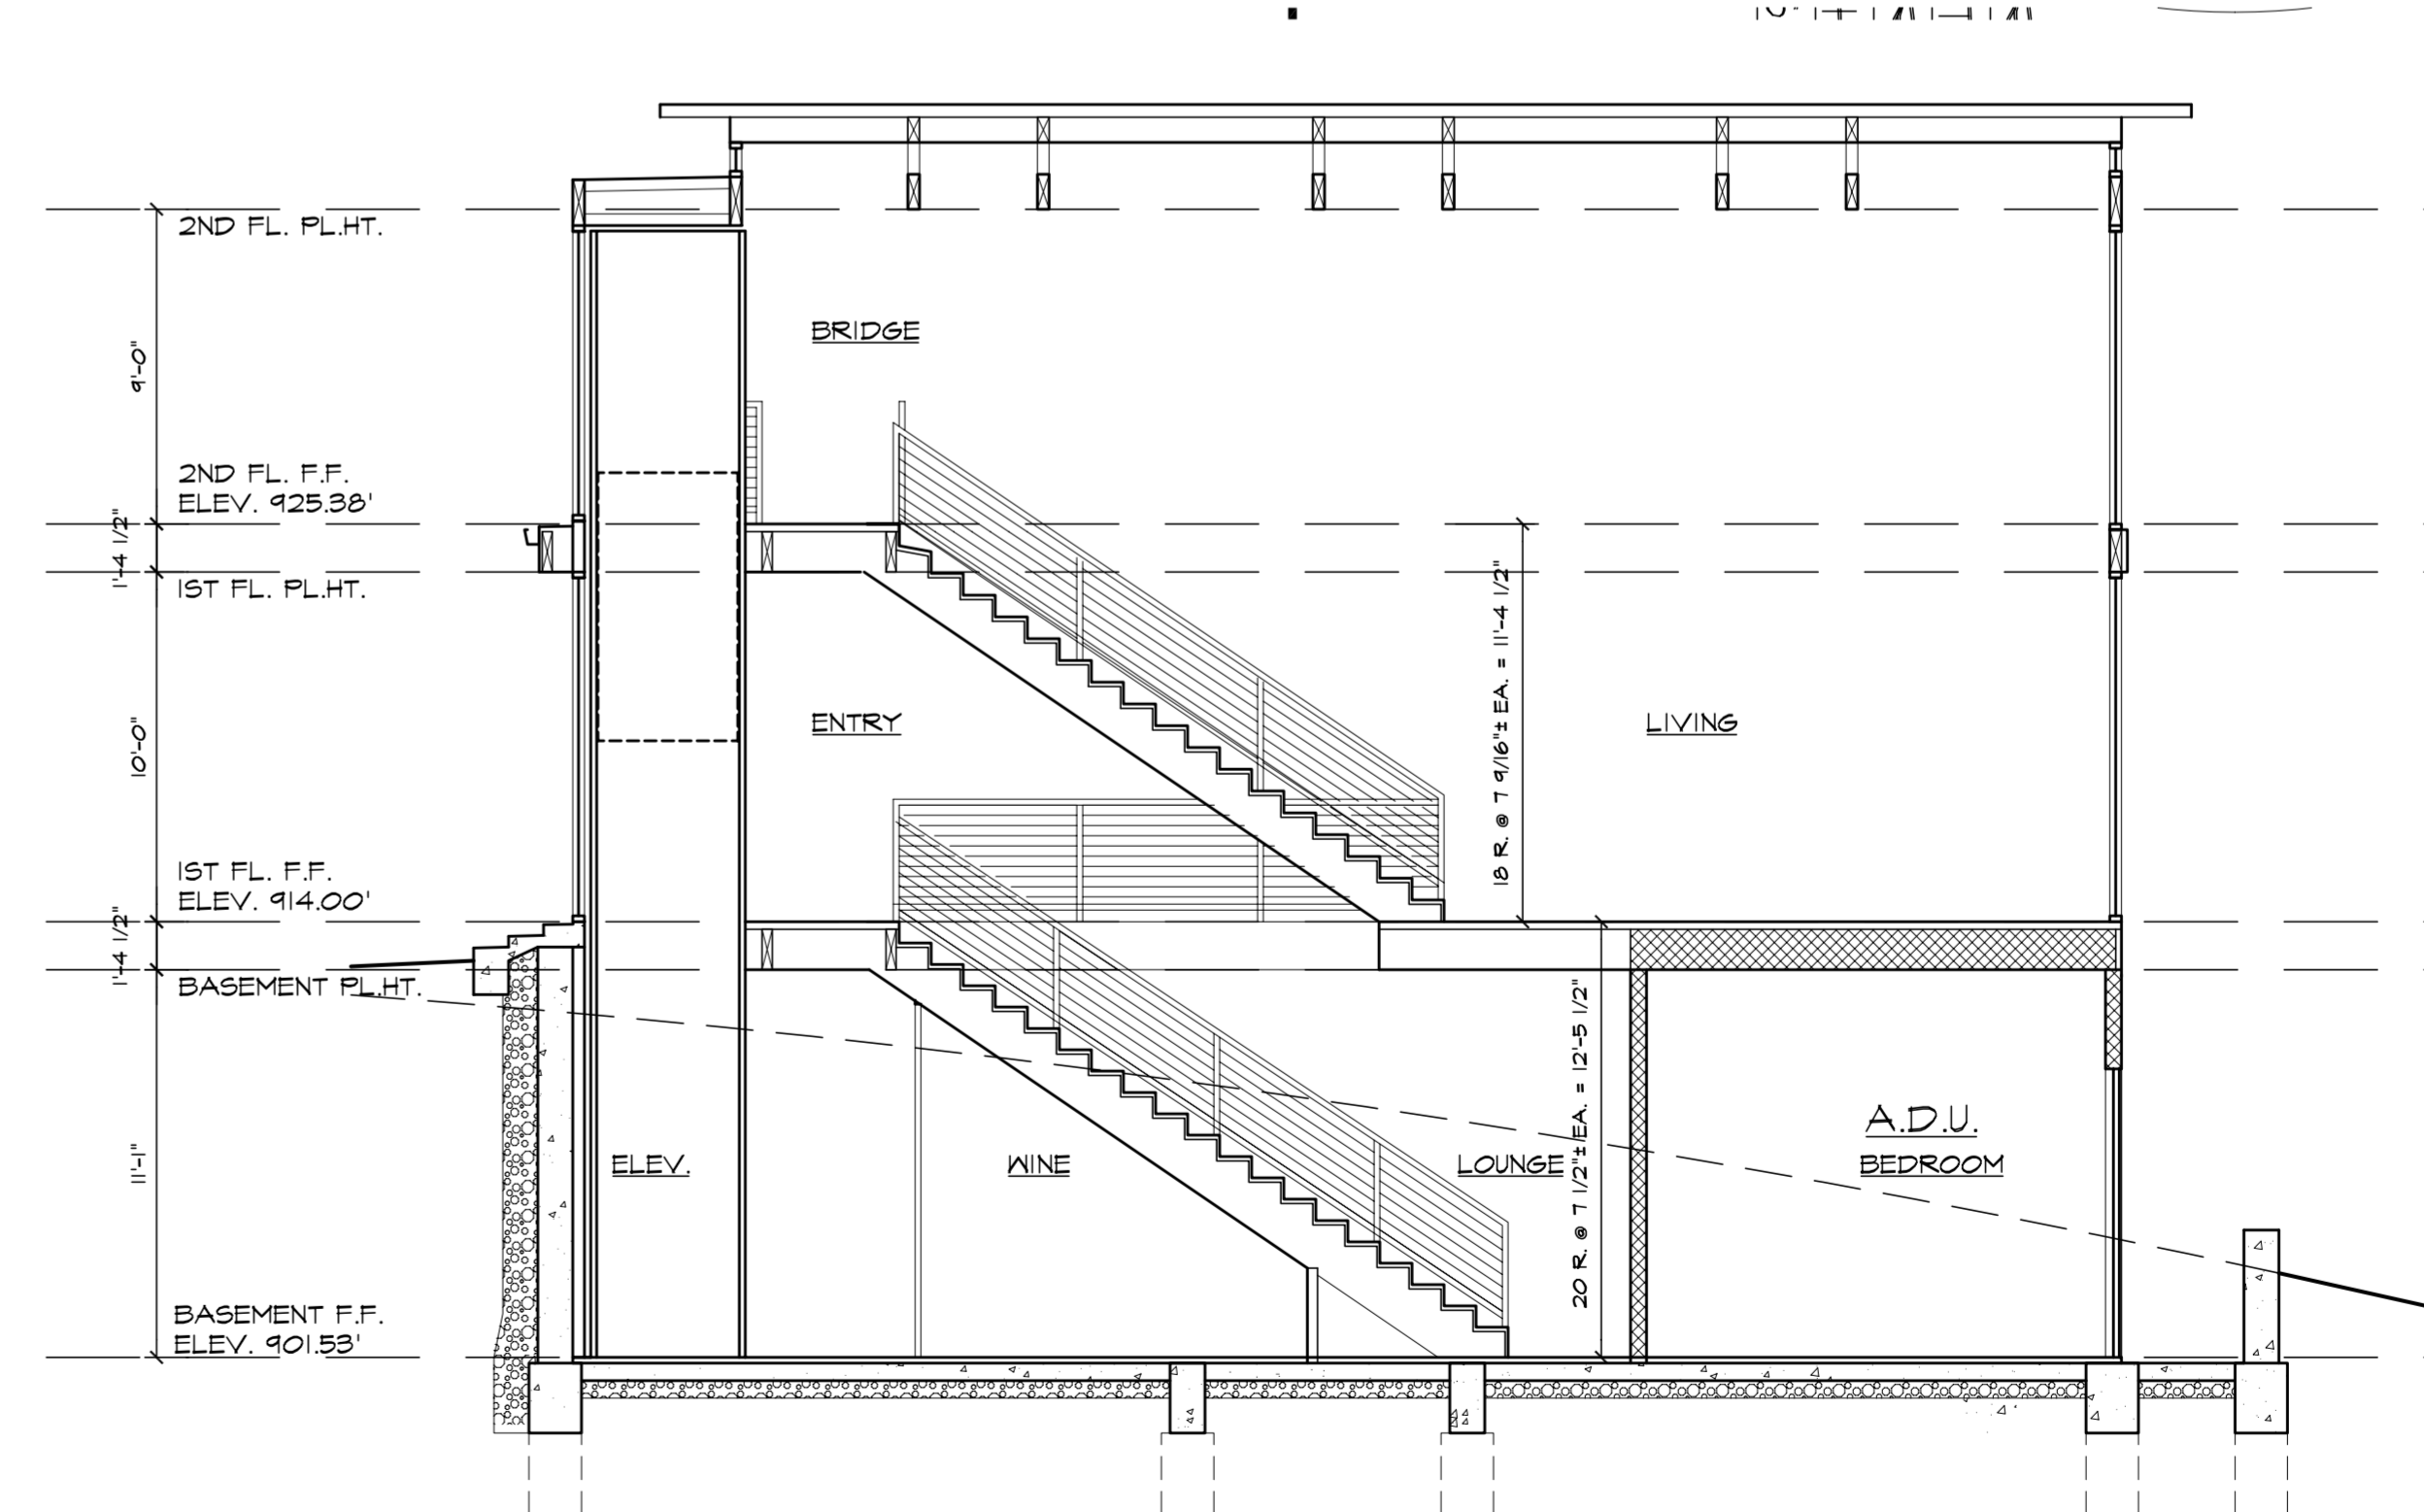 2ND FL. PL.HT.
BRIDGE
9'-0"
2ND FL. F.F.
ELEV. 925.38'
1'-4 1/2"
1ST FL. PL.HT.
18 R. @ 7 9/16"± EA. = 11'-4 1/2"
10'-0"
ENTRY
LIVING
1ST FL. F.F.
ELEV. 914.00'
1'-4 1/2"
BASEMENT PL.HT.
20 R. @ 7 1/2"± EA. = 12'-5 1/2"
11'-1"
A.D.U.
ELEV.
WINE
LOUNGE
BEDROOM
BASEMENT F.F.
ELEV. 901.53'